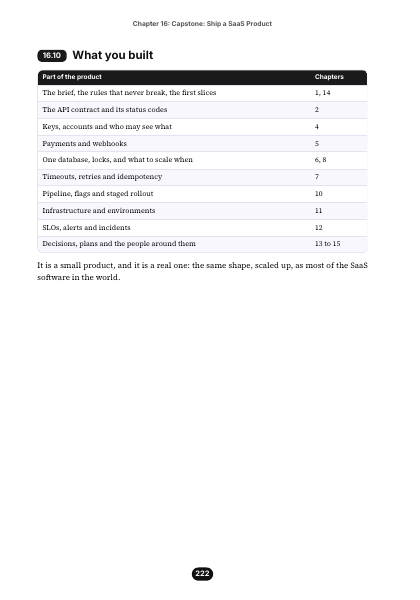 Chapter 16: Capstone: Ship a SaaS Product
16.10 What you built
Part of the product Chapters
The brief, the rules that never break, the first slices 1, 14
The API contract and its status codes 2
Keys, accounts and who may see what 4
Payments and webhooks 5
One database, locks, and what to scale when 6, 8
Timeouts, retries and idempotency 7
Pipeline, flags and staged rollout 10
Infrastructure and environments 11
SLOs, alerts and incidents 12
Decisions, plans and the people around them 13 to 15
It is a small product, and it is a real one: the same shape, scaled up, as most of the SaaS
software in the world.
222